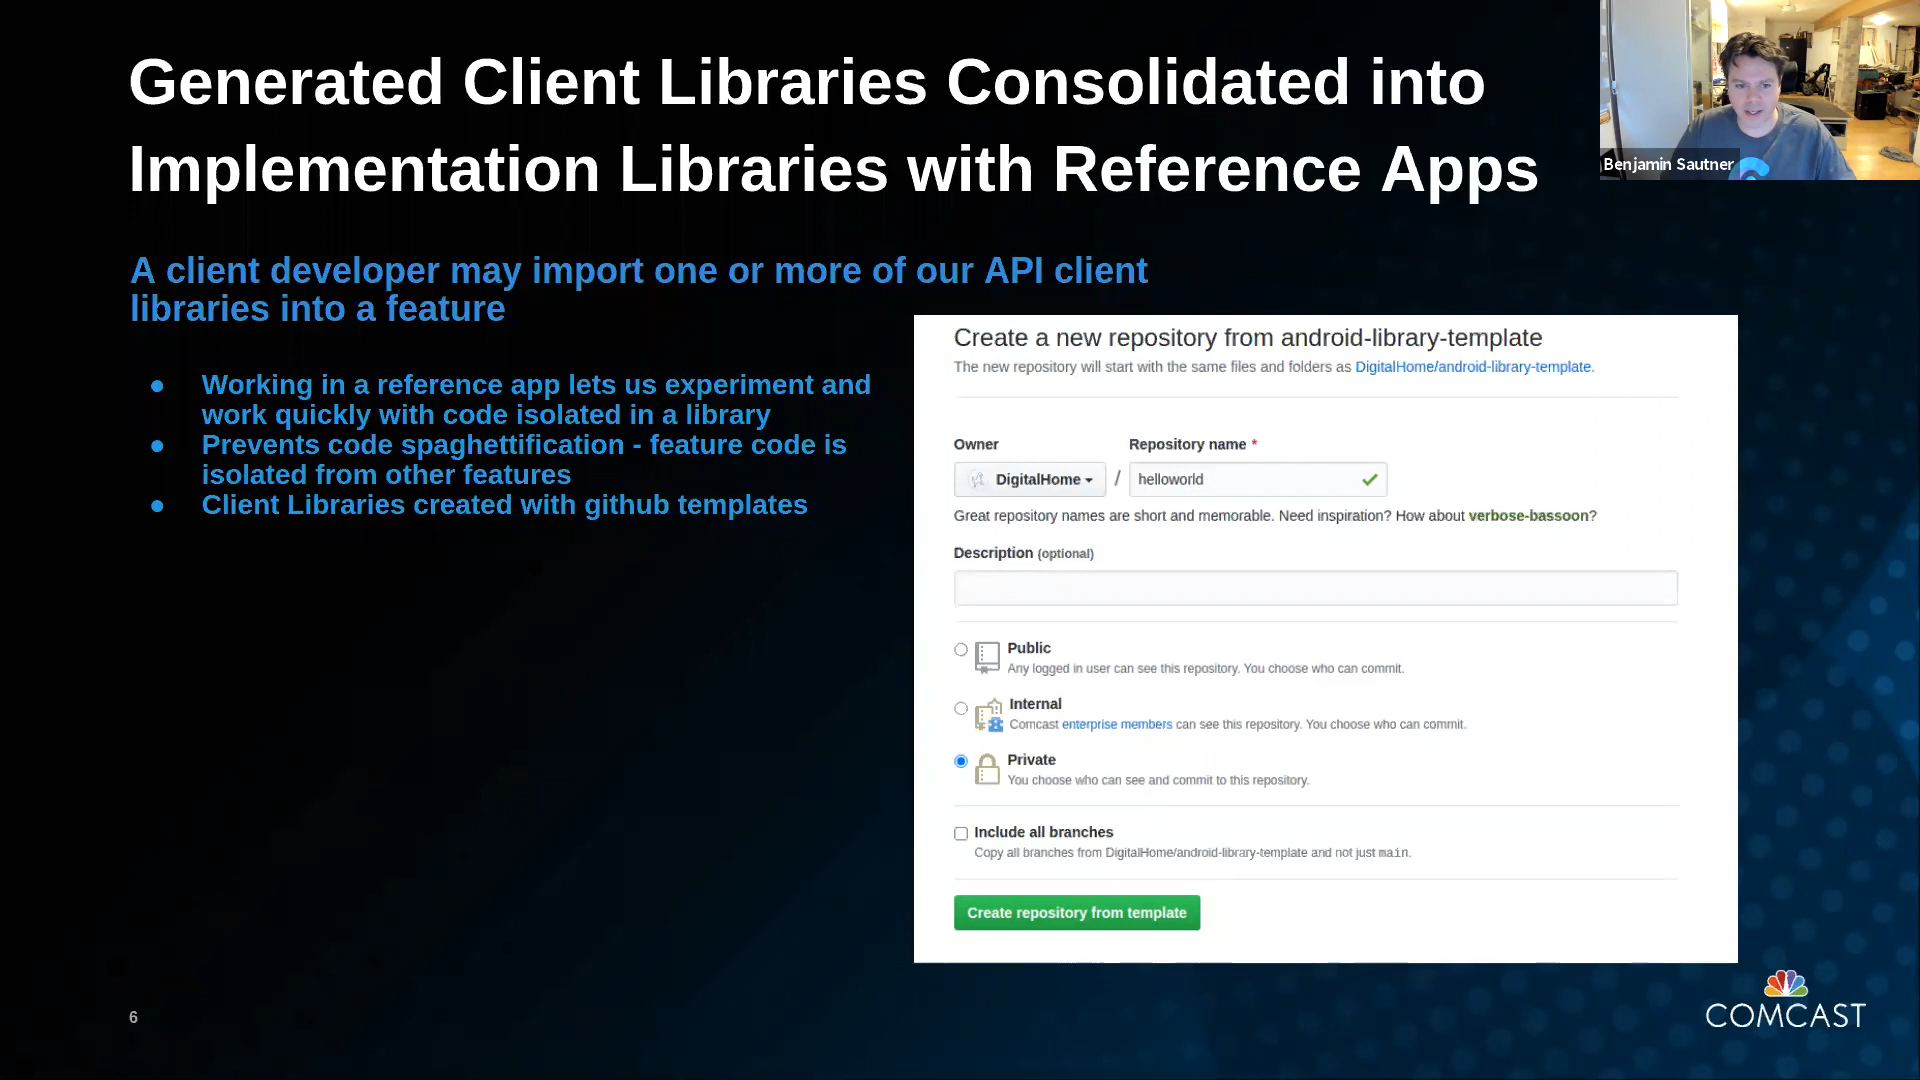 Generated Client Libraries Consolidated into
Implementation Libraries with Reference Apps
Benjamin Sautner
A client developer may import one or more of our API client
libraries into a feature
● Working in a reference app lets us experiment and
work quickly with code isolated in a library
● Prevents code spaghettification - feature code is
isolated from other features
● Client Libraries created with github templates
Create a new repository from android-library-template
The new repository will start with the same files and folders as DigitalHome/android-library-template.
Owner Repository name *
DigitalHome / helloworld
Great repository names are short and memorable. Need inspiration? How about verbose-bassoon?
Description (optional)
Public
Any logged in user can see this repository. You choose who can commit.
Internal
Comcast enterprise members can see this repository. You choose who can commit.
Private
You choose who can see and commit to this repository.
Include all branches
Copy all branches from DigitalHome/android-library-template and not just main.
Create repository from template
6
COMCAST